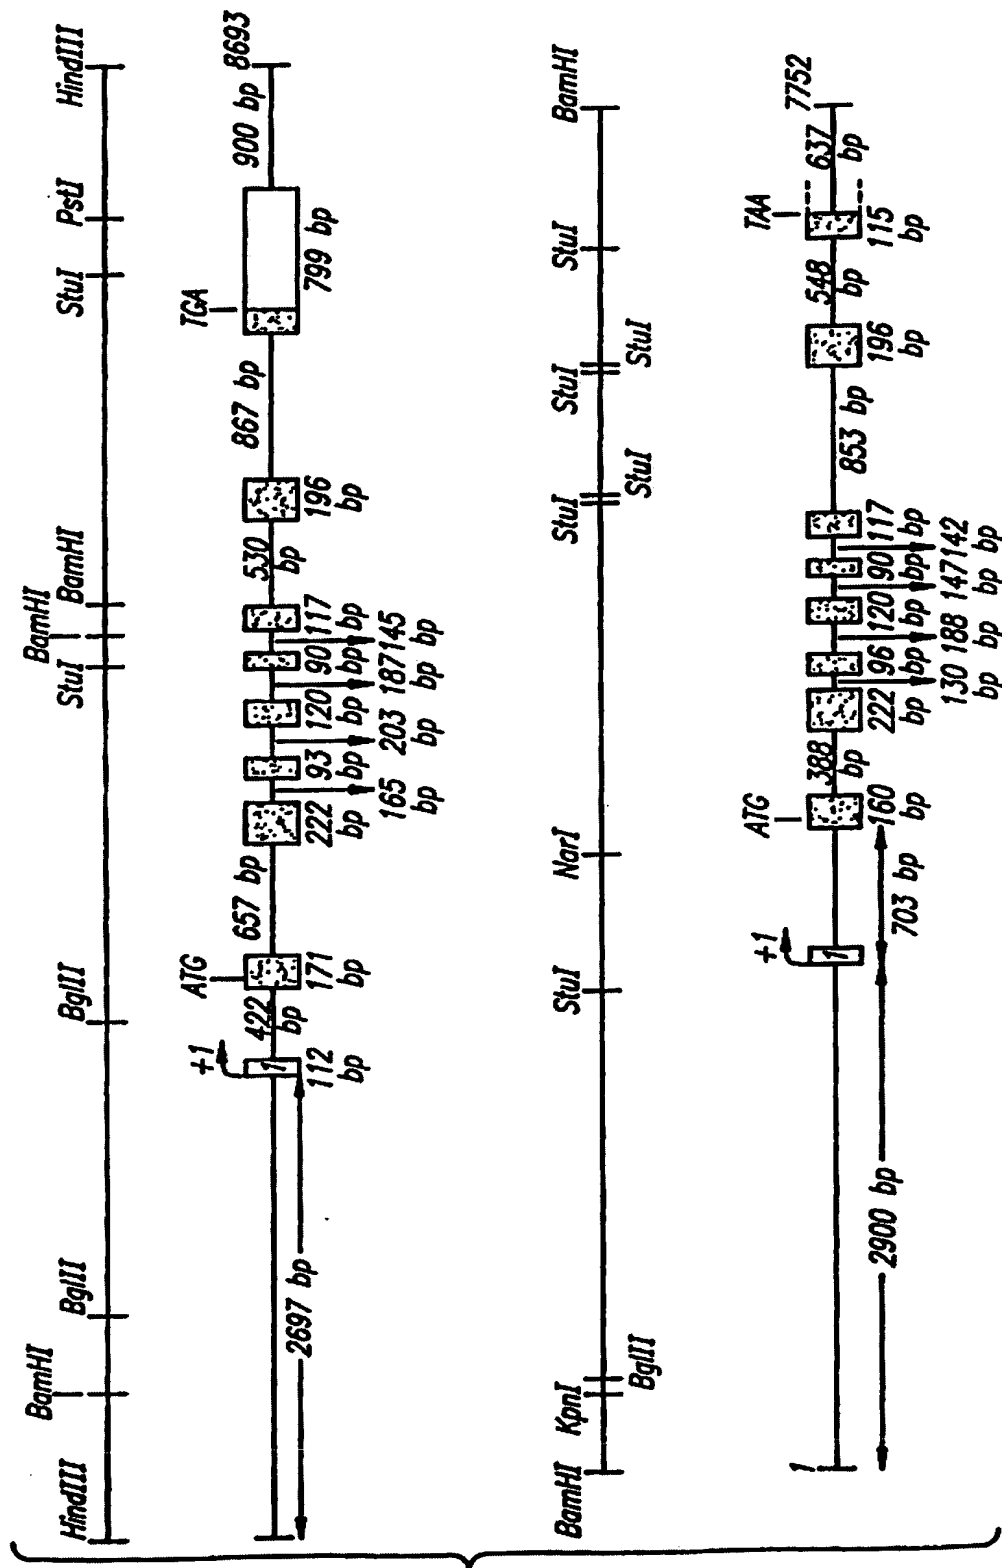 HindIII BamHI BglII BglII StuI BamHI BamHI StuI PstI HindIII
+1 ATG TGA 8693
2697 bp 112 bp 422 bp 171 bp 657 bp 222 bp 165 bp 93 bp 203 bp 120 bp 187 bp 90 bp 145 bp 117 bp 530 bp 196 bp 867 bp 799 bp 900 bp
1
BamHI KpnI BglII StuI NarI StuI StuI StuI StuI StuI BamHI
1 +1 ATG TAA 7752
2900 bp 703 bp 160 bp 388 bp 222 bp 130 bp 96 bp 188 bp 120 bp 147 bp 90 bp 142 bp 117 bp 853 bp 196 bp 548 bp 115 bp 637 bp
1